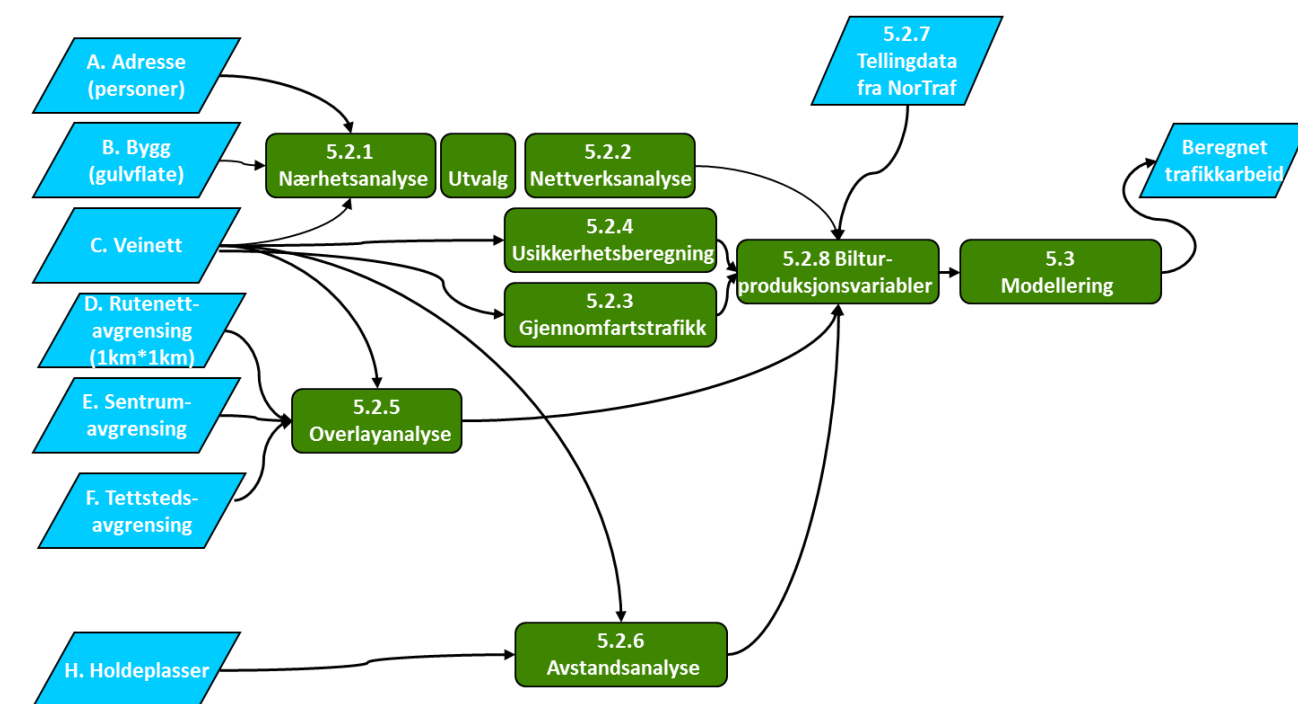 A. Adresse
(personer)
B. Bygg
(gulvflate)
C. Veinett
D. Rutenett-
avgrensing
(1km*1km)
E. Sentrum-
avgrensing
F. Tettsteds-
avgrensing
H. Holdeplasser
5.2.1
Nærhetsanalyse
Utvalg
5.2.2
Nettverksanalyse
5.2.4
Usikkerhetsberegning
5.2.3
Gjennomfartstrafikk
5.2.5
Overlayanalyse
5.2.6
Avstandsanalyse
5.2.7
Tellingdata
fra NorTraf
5.2.8 Biltur-
produksjonsvariabler
5.3
Modellering
Beregnet
trafikkarbeid